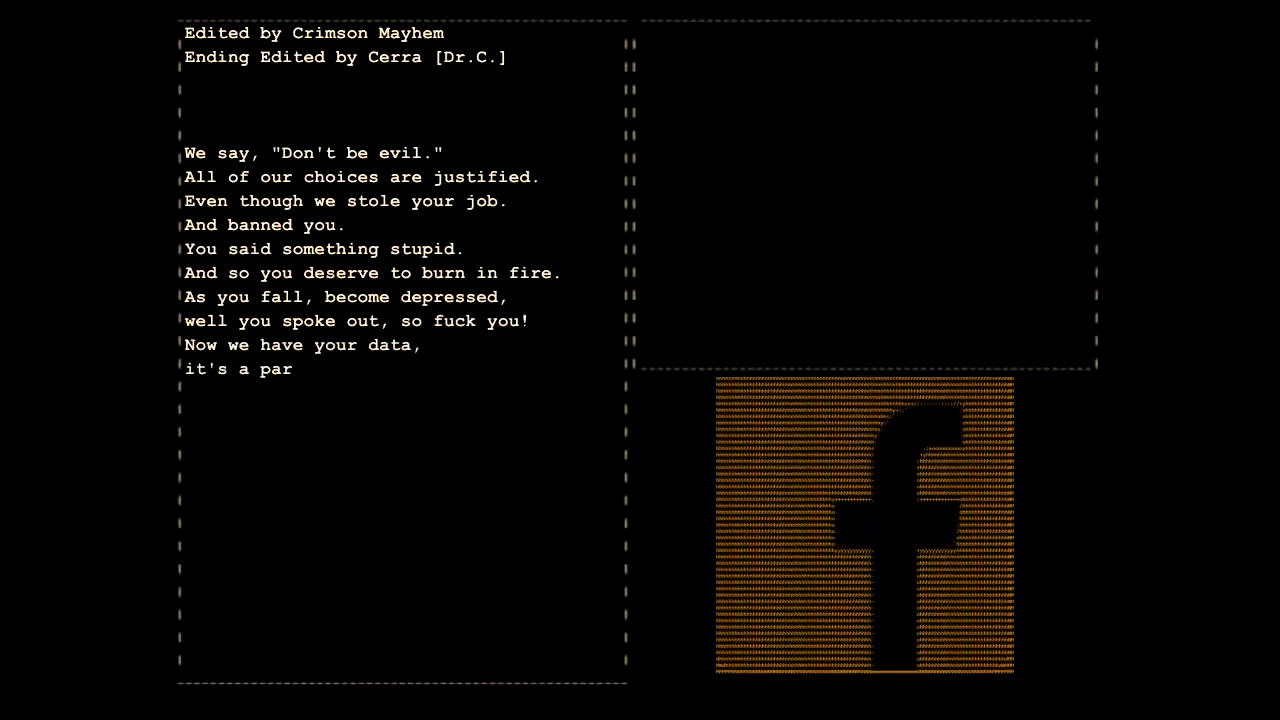 Edited by Crimson Mayhem
Ending Edited by Cerra [Dr.C.]
We say, "Don't be evil."
All of our choices are justified.
Even though we stole your job.
And banned you.
You said something stupid.
And so you deserve to burn in fire.
As you fall, become depressed,
well you spoke out, so fuck you!
Now we have your data,
it's a par